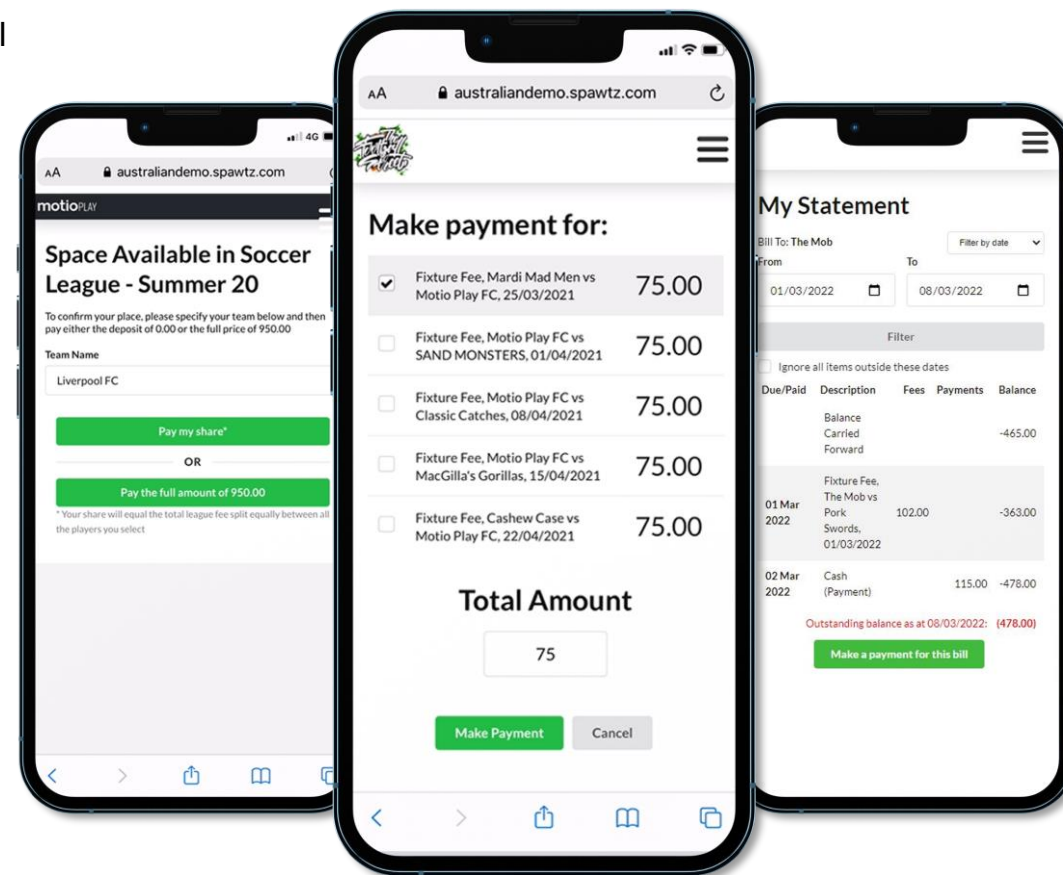 l
4G
AA australiandemo.spawtz.com
motioPLAY
Space Available in Soccer
League - Summer 20
To confirm your place, please specify your team below and then
pay either the deposit of 0.00 or the full price of 950.00
Team Name
Liverpool FC
Pay my share*
OR
Pay the full amount of 950.00
* Your share will equal the total league fee split equally between all
the players you select
AA australiandemo.spawtz.com
Make payment for:
Fixture Fee, Mardi Mad Men vs
Motio Play FC, 25/03/2021 75.00
Fixture Fee, Motio Play FC vs
SAND MONSTERS, 01/04/2021 75.00
Fixture Fee, Motio Play FC vs
Classic Catches, 08/04/2021 75.00
Fixture Fee, Motio Play FC vs
MacGilla's Gorillas, 15/04/2021 75.00
Fixture Fee, Cashew Case vs
Motio Play FC, 22/04/2021 75.00
Total Amount
75
Make Payment Cancel
My Statement
Bill To: The Mob Filter by date
From To
01/03/2022 08/03/2022
Filter
Ignore all items outside these dates
Due/Paid Description Fees Payments Balance
Balance
Carried -465.00
Forward
Fixture Fee,
01 Mar The Mob vs
2022 Pork 102.00 -363.00
Swords,
01/03/2022
02 Mar Cash 115.00 -478.00
2022 (Payment)
Outstanding balance as at 08/03/2022: (478.00)
Make a payment for this bill